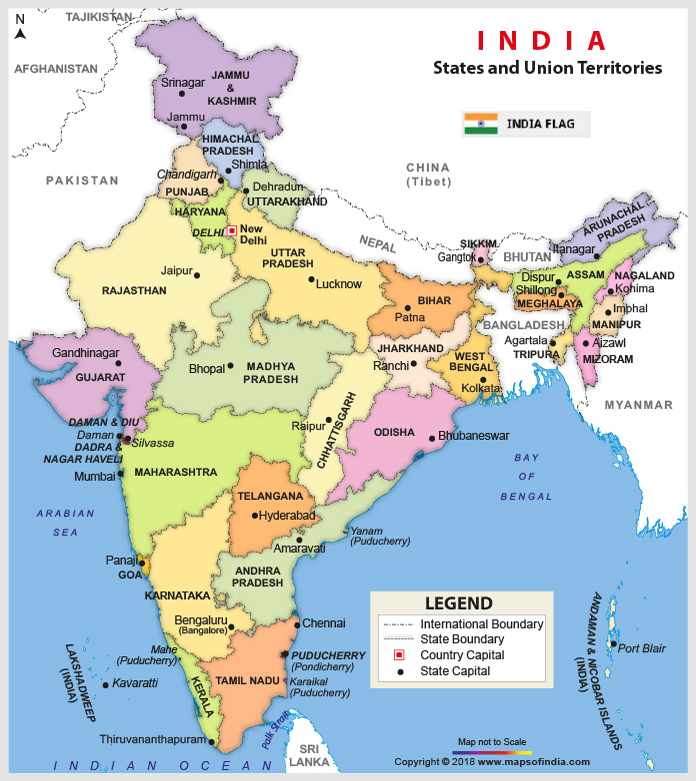 TAJIKISTAN
N
INDIA
States and Union Territories
AFGHANISTAN
JAMMU
&
KASHMIR
Srinagar
Jammu
INDIA FLAG
HIMACHAL
PRADESH
Shimla
CHINA
(Tibet)
PAKISTAN
Chandigarh
PUNJAB
Dehradun
UTTARAKHAND
HARYANA
DELHI
New
Delhi
ARUNACHAL
PRADESH
NEPAL
SIKKIM
Gangtok
BHUTAN
Itanagar
UTTAR
PRADESH
Lucknow
Jaipur
RAJASTHAN
Dispur
ASSAM
NAGALAND
Shillong
Kohima
MEGHALAYA
BIHAR
Patna
Imphal
MANIPUR
BANGLADESH
Agartala
TRIPURA
Aizawl
MIZORAM
Gandhinagar
GUJARAT
Bhopal
MADHYA
PRADESH
JHARKHAND
Ranchi
WEST
BENGAL
Kolkata
MYANMAR
DAMAN & DIU
Daman
DADRA &
NAGAR HAVELI
Silvassa
Raipur
CHHATTISGARH
ODISHA
Bhubaneswar
Mumbai
MAHARASHTRA
BAY
OF
BENGAL
ARABIAN
SEA
TELANGANA
Hyderabad
Yanam
(Puducherry)
Amaravati
Panaji
GOA
ANDHRA
PRADESH
KARNATAKA
Bengaluru
(Bangalore)
Chennai
LEGEND
International Boundary
State Boundary
Country Capital
State Capital
ANDAMAN & NICOBAR ISLANDS
(INDIA)
Port Blair
Mahe
(Puducherry)
PUDUCHERRY
(Pondicherry)
LAKSHADWEEP
(INDIA)
Kavaratti
KERALA
TAMIL NADU
Karaikal
(Puducherry)
Palk Strait
Thiruvananthapuram
SRI
LANKA
INDIAN OCEAN
Map not to Scale
Copyright © 2018 www.mapsofindia.com